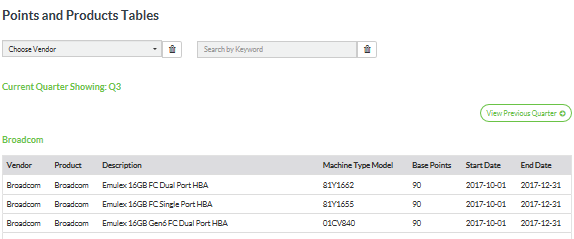 Points and Products Tables
Choose Vendor Search by Keyword
Current Quarter Showing: Q3
View Previous Quarter
Broadcom
Vendor Product Description Machine Type Model Base Points Start Date End Date
Broadcom Broadcom Emulex 16GB FC Dual Port HBA 81Y1662 90 2017-10-01 2017-12-31
Broadcom Broadcom Emulex 16GB FC Single Port HBA 81Y1655 90 2017-10-01 2017-12-31
Broadcom Broadcom Emulex 16GB Gen6 FC Dual Port HBA 01CV840 90 2017-10-01 2017-12-31